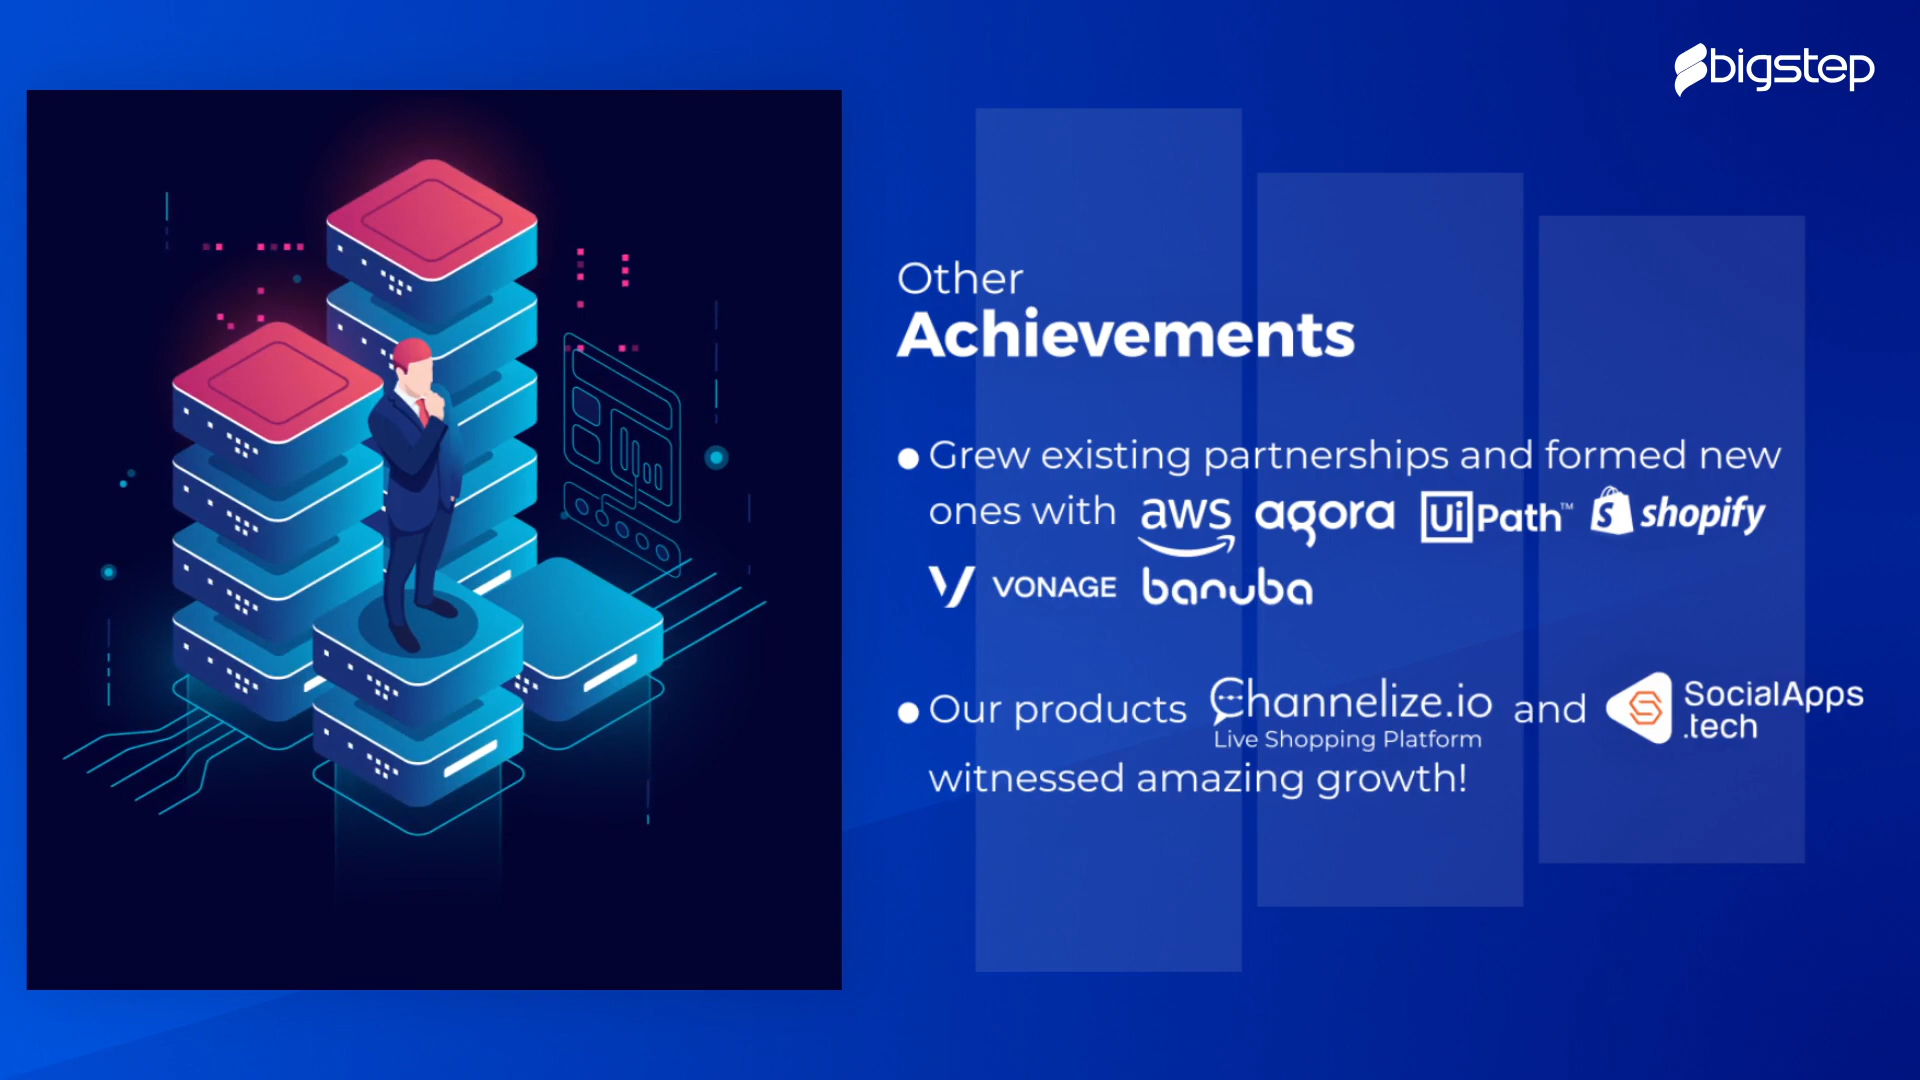 bigstep
Other
Achievements
● Grew existing partnerships and formed new
ones with aws agora UiPath™ shopify
VONAGE banuba
● Our products Channelize.io and SocialApps
.tech
Live Shopping Platform
witnessed amazing growth!